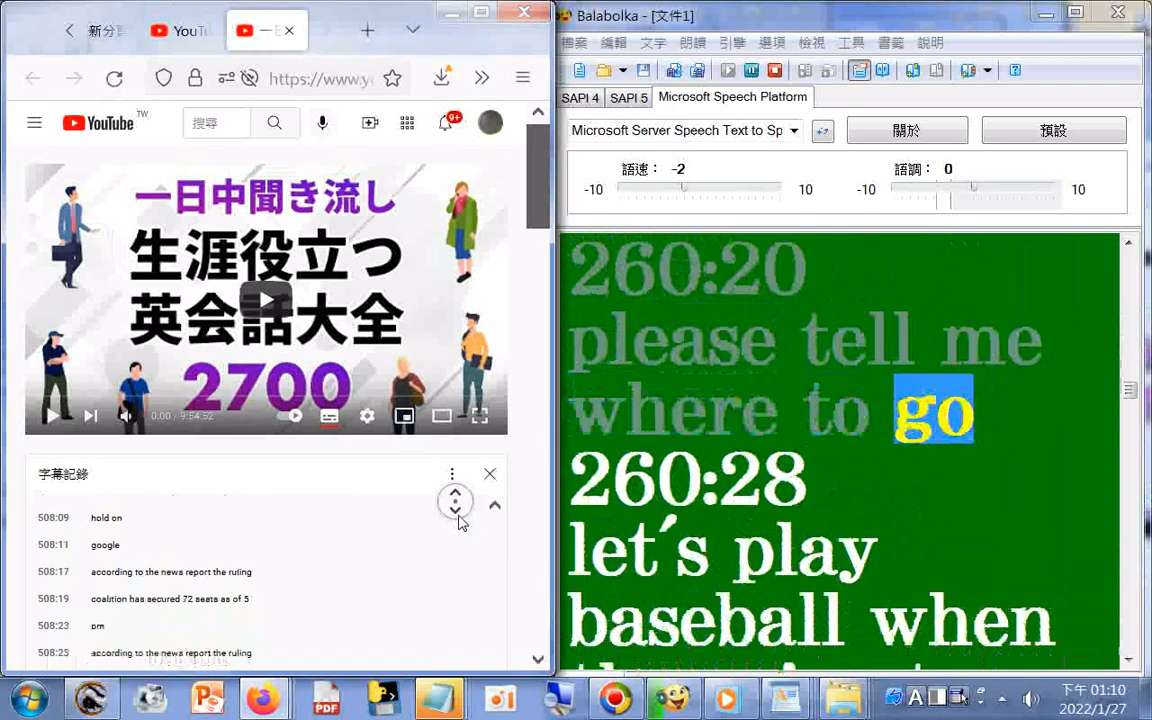 新分
YouTu
一日
https://www.y
YouTube TW
搜尋
9+
一日中聞き流し
生涯役立つ
英会話大全
2700
0:00 / 9:54:52
字幕記錄
508:09 hold on
508:11 google
508:17 according to the news report the ruling
508:19 coalition has secured 72 seats as of 5
508:23 pm
508:23 according to the news report the ruling
Balabolka - [文件1]
檔案 編輯 文字 朗讀 引擎 選項 檢視 工具 書籤 說明
SAPI 4 SAPI 5 Microsoft Speech Platform
Microsoft Server Speech Text to Sp
關於
預設
語速： -2
-10 10
語調： 0
-10 10
260:20
please tell me
where to go
260:28
let's play
baseball when
PDF
A
下午 01:10
2022/1/27